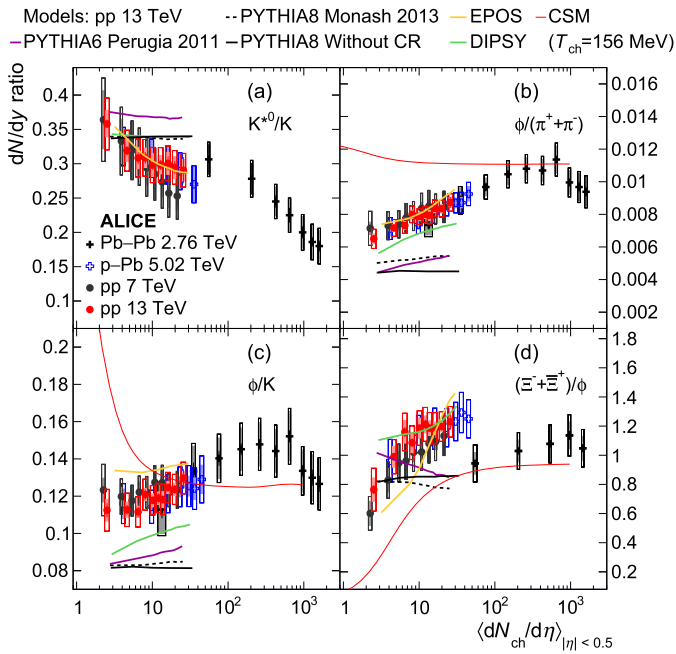 Models: pp 13 TeV PYTHIA8 Monash 2013 EPOS CSM
PYTHIA6 Perugia 2011 PYTHIA8 Without CR DIPSY (T_ch=156 MeV)
dN/dy ratio
(a)
K*0/K
0.4
0.35
0.3
0.25
0.2
0.15
0.1
ALICE
Pb–Pb 2.76 TeV
p–Pb 5.02 TeV
pp 7 TeV
pp 13 TeV
(b)
ϕ/(π⁺+π⁻)
0.016
0.014
0.012
0.010
0.008
0.006
0.004
0.002
(c)
ϕ/K
0.2
0.18
0.16
0.14
0.12
0.1
0.08
(d)
(Ξ⁻+Ξ̅⁺)/ϕ
1.8
1.6
1.4
1.2
1
0.8
0.6
0.4
0.2
1 10 10² 10³ 1 10 10² 10³
⟨dN_ch/dη⟩_|η| < 0.5